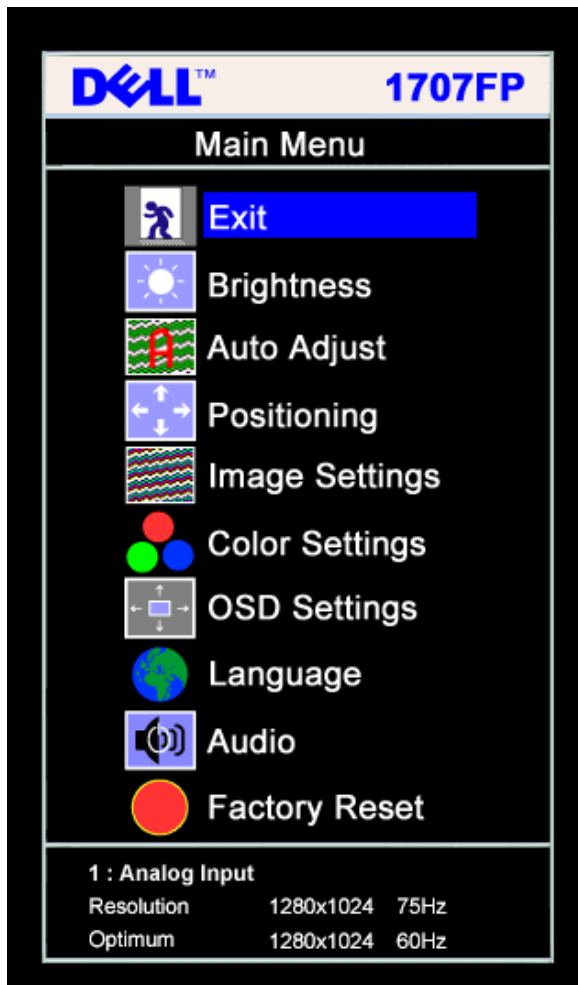 DELL™ 1707FP
Main Menu
Exit
Brightness
Auto Adjust
Positioning
Image Settings
Color Settings
OSD Settings
Language
Audio
Factory Reset
1 : Analog Input
Resolution 1280x1024 75Hz
Optimum 1280x1024 60Hz